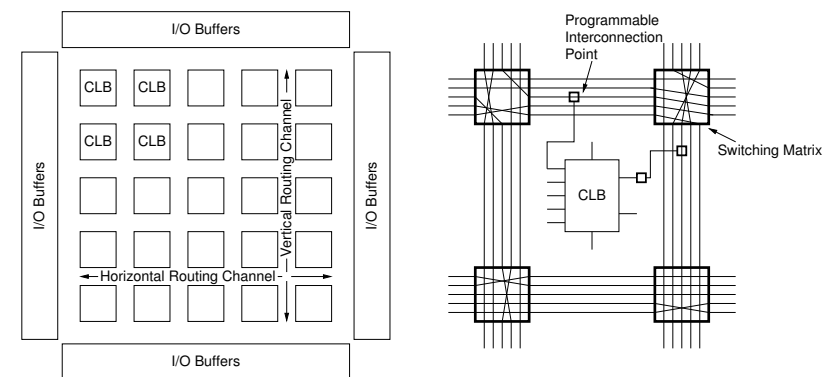 I/O Buffers
I/O Buffers
CLB CLB
CLB CLB
Vertical Routing Channel
Horizontal Routing Channel
I/O Buffers
I/O Buffers
Programmable
Interconnection
Point
Switching Matrix
CLB